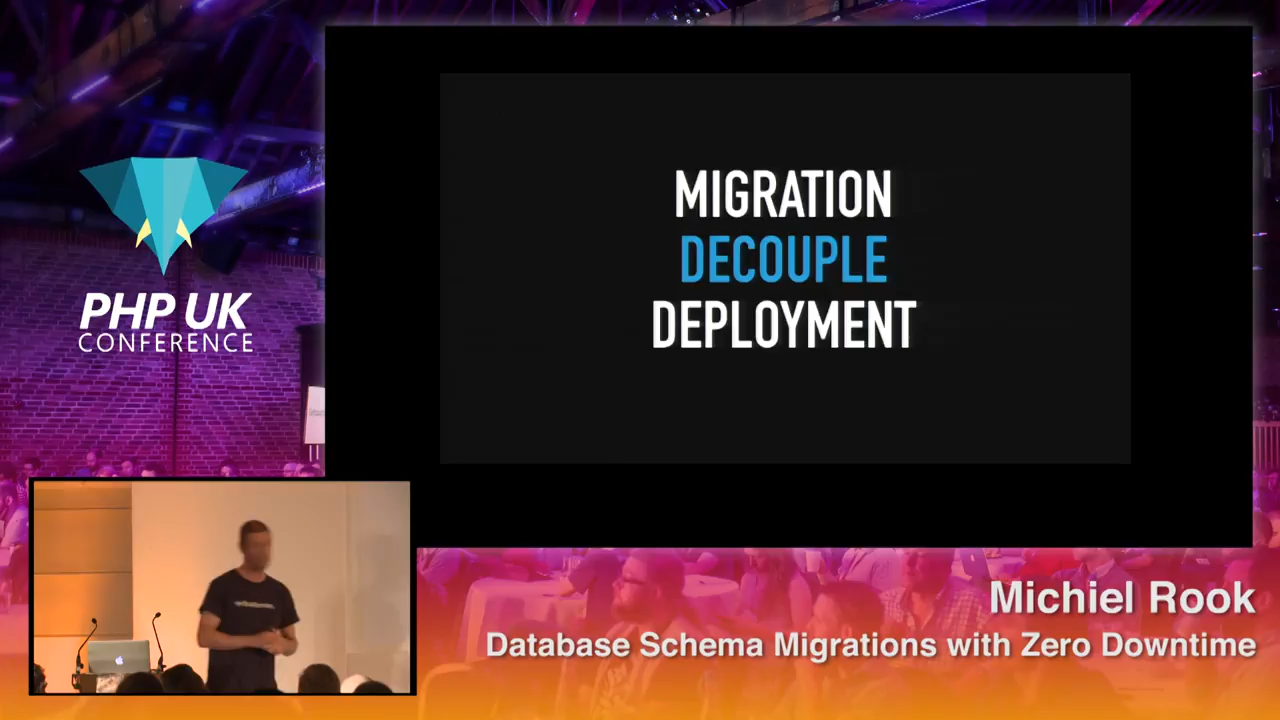 MIGRATION
DECOUPLE
DEPLOYMENT
PHP UK
CONFERENCE
Michiel Rook
Database Schema Migrations with Zero Downtime